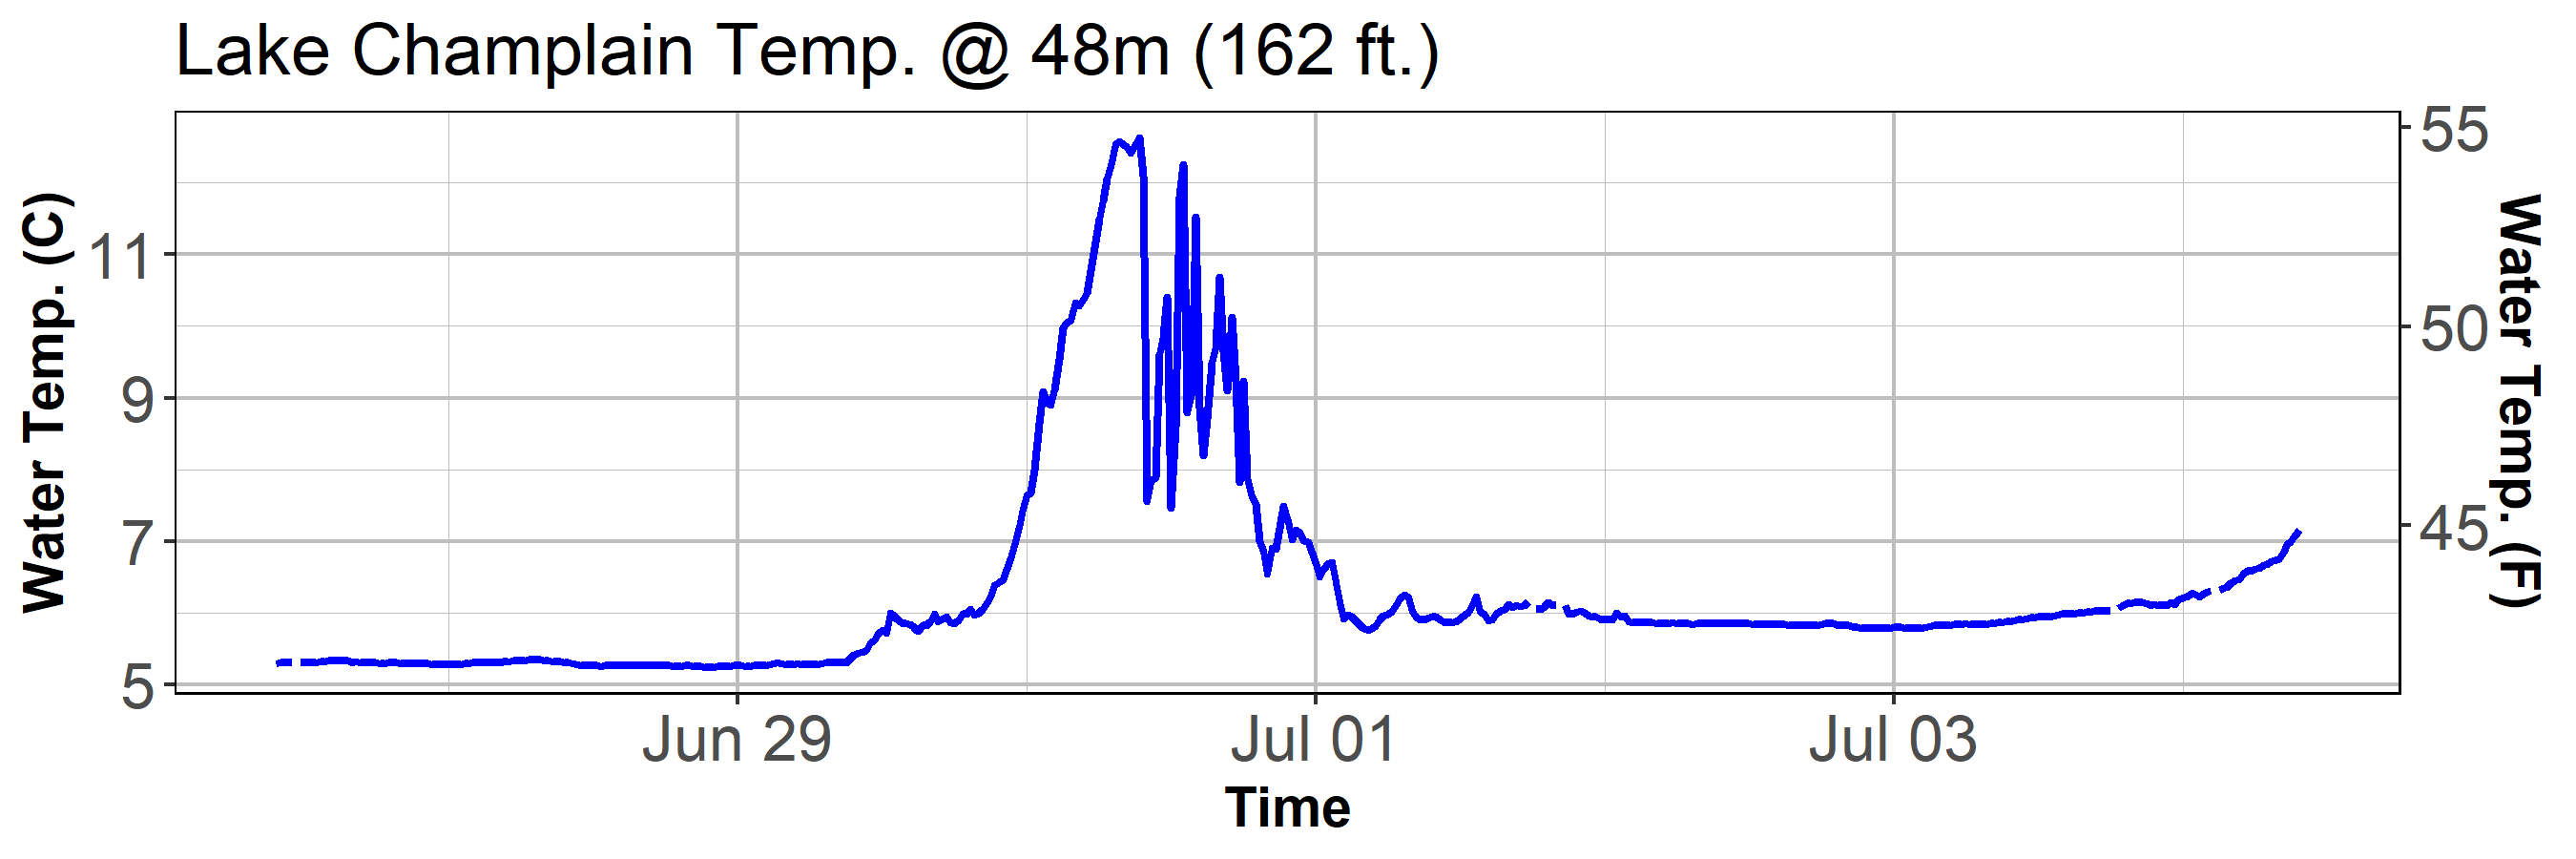 Lake Champlain Temp. @ 48m (162 ft.)
Water Temp. (C)
11
9
7
5
55
50
45
Water Temp. (F)
Jun 29
Jul 01
Jul 03
Time